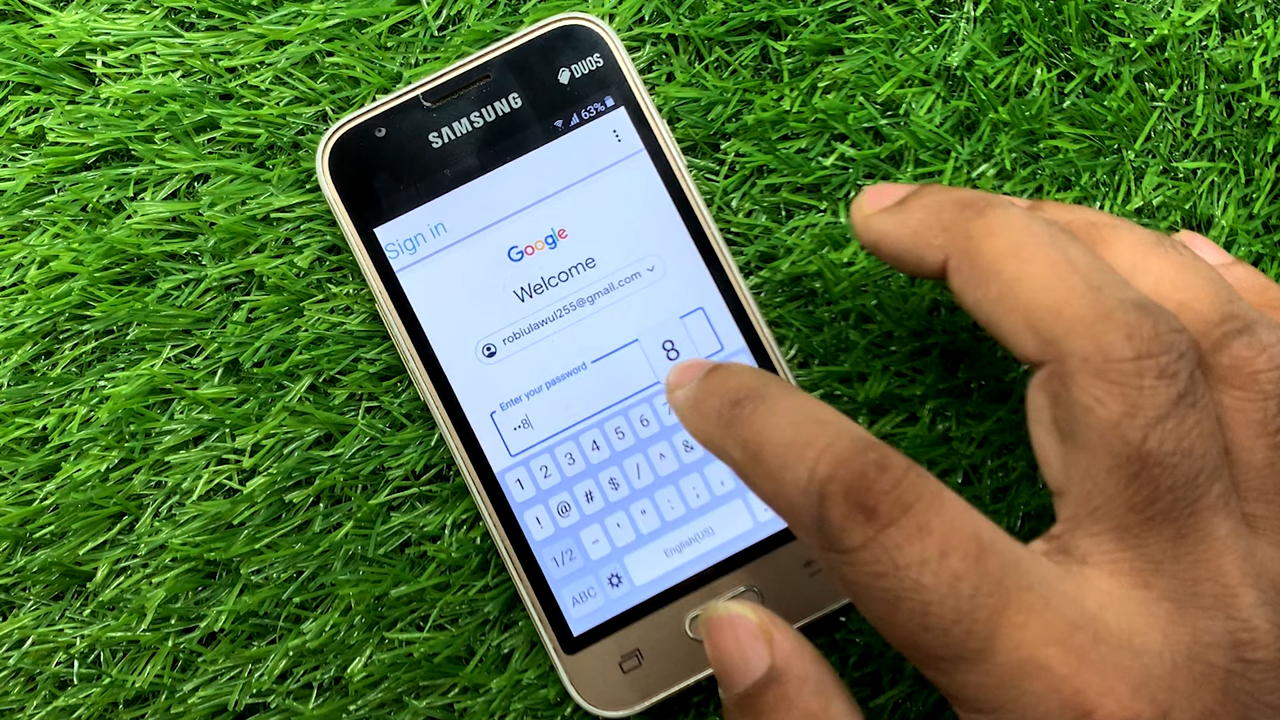 SAMSUNG
DUOS
63%
Sign in
Google
Welcome
robiulawul255@gmail.com
Enter your password
••8
8
1 2 3 4 5 6 7
! @ # $ / ^ &
1/2 - ' " : ; ,
ABC English(US)